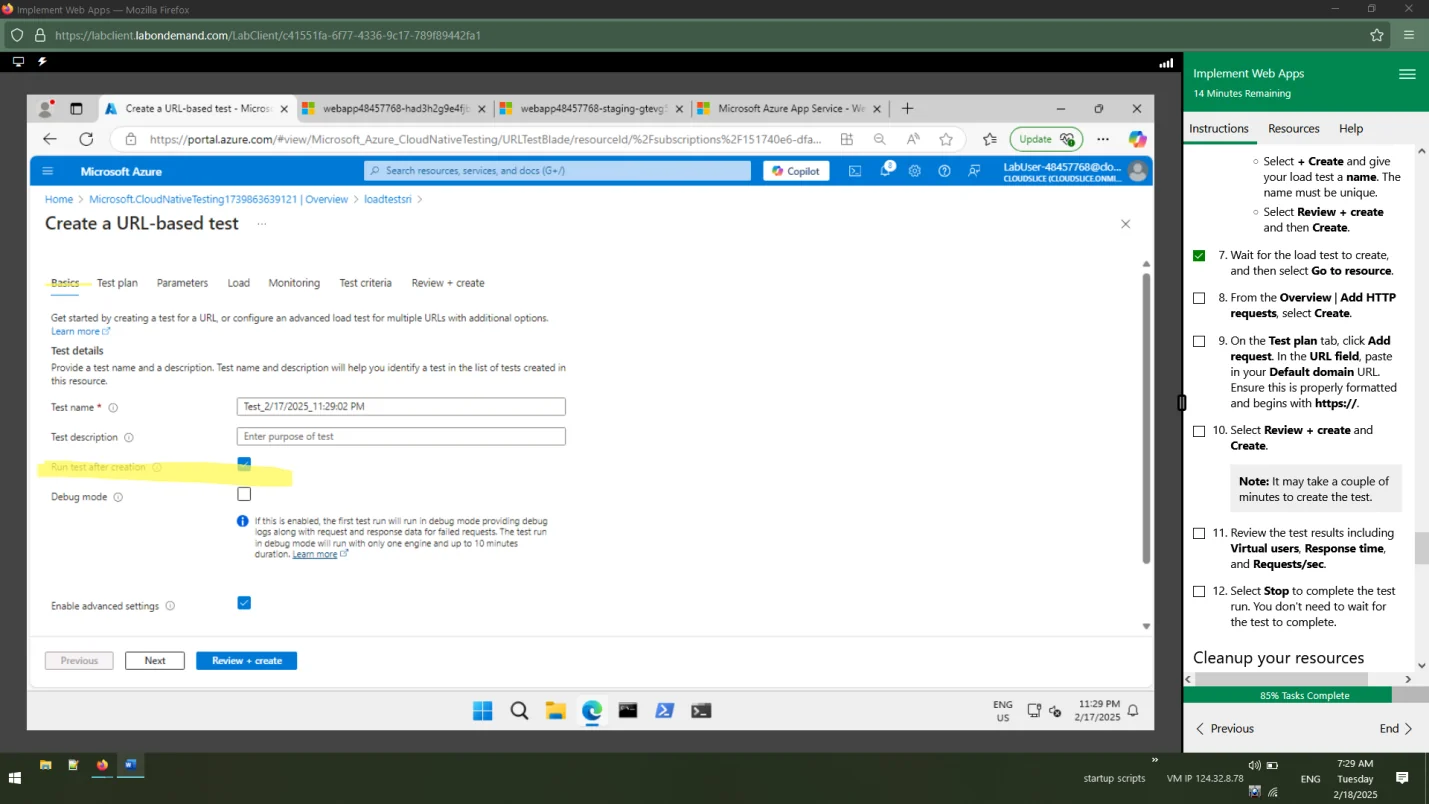 Implement Web Apps — Mozilla Firefox
https://labclient.labondemand.com/LabClient/c41551fa-6f77-4336-9c17-789f89442fa1
Create a URL-based test - Micros
webapp48457768-had3h2g9e4fjt
webapp48457768-staging-gtevg
Microsoft Azure App Service - We
https://portal.azure.com/#view/Microsoft_Azure_CloudNativeTesting/URLTestBlade/resourceId/%2Fsubscriptions%2F151740e6-dfa...
Update
Microsoft Azure
Search resources, services, and docs (G+/)
Copilot
2
LabUser-48457768@clo...
CLOUDSLICE (CLOUDSLICE.ONMI...
Home > Microsoft.CloudNativeTesting1739863639121 | Overview > loadtestsri >
Create a URL-based test ...
Basics
Test plan
Parameters
Load
Monitoring
Test criteria
Review + create
Get started by creating a test for a URL, or configure an advanced load test for multiple URLs with additional options.
Learn more
Test details
Provide a test name and a description. Test name and description will help you identify a test in the list of tests created in
this resource.
Test name *
Test_2/17/2025_11:29:02 PM
Test description
Enter purpose of test
Run test after creation
Debug mode
If this is enabled, the first test run will run in debug mode providing debug
logs along with request and response data for failed requests. The test run
in debug mode will run with only one engine and up to 10 minutes
duration. Learn more
Enable advanced settings
Previous
Next
Review + create
ENG
US
11:29 PM
2/17/2025
Implement Web Apps
14 Minutes Remaining
Instructions
Resources
Help
Select + Create and give
your load test a name. The
name must be unique.
Select Review + create
and then Create.
7. Wait for the load test to create,
and then select Go to resource.
8. From the Overview | Add HTTP
requests, select Create.
9. On the Test plan tab, click Add
request. In the URL field, paste
in your Default domain URL.
Ensure this is properly formatted
and begins with https://.
10. Select Review + create and
Create.
Note: It may take a couple of
minutes to create the test.
11. Review the test results including
Virtual users, Response time,
and Requests/sec.
12. Select Stop to complete the test
run. You don't need to wait for
the test to complete.
Cleanup your resources
85% Tasks Complete
Previous
End
startup scripts
VM IP 124.32.8.78
ENG
7:29 AM
Tuesday
2/18/2025